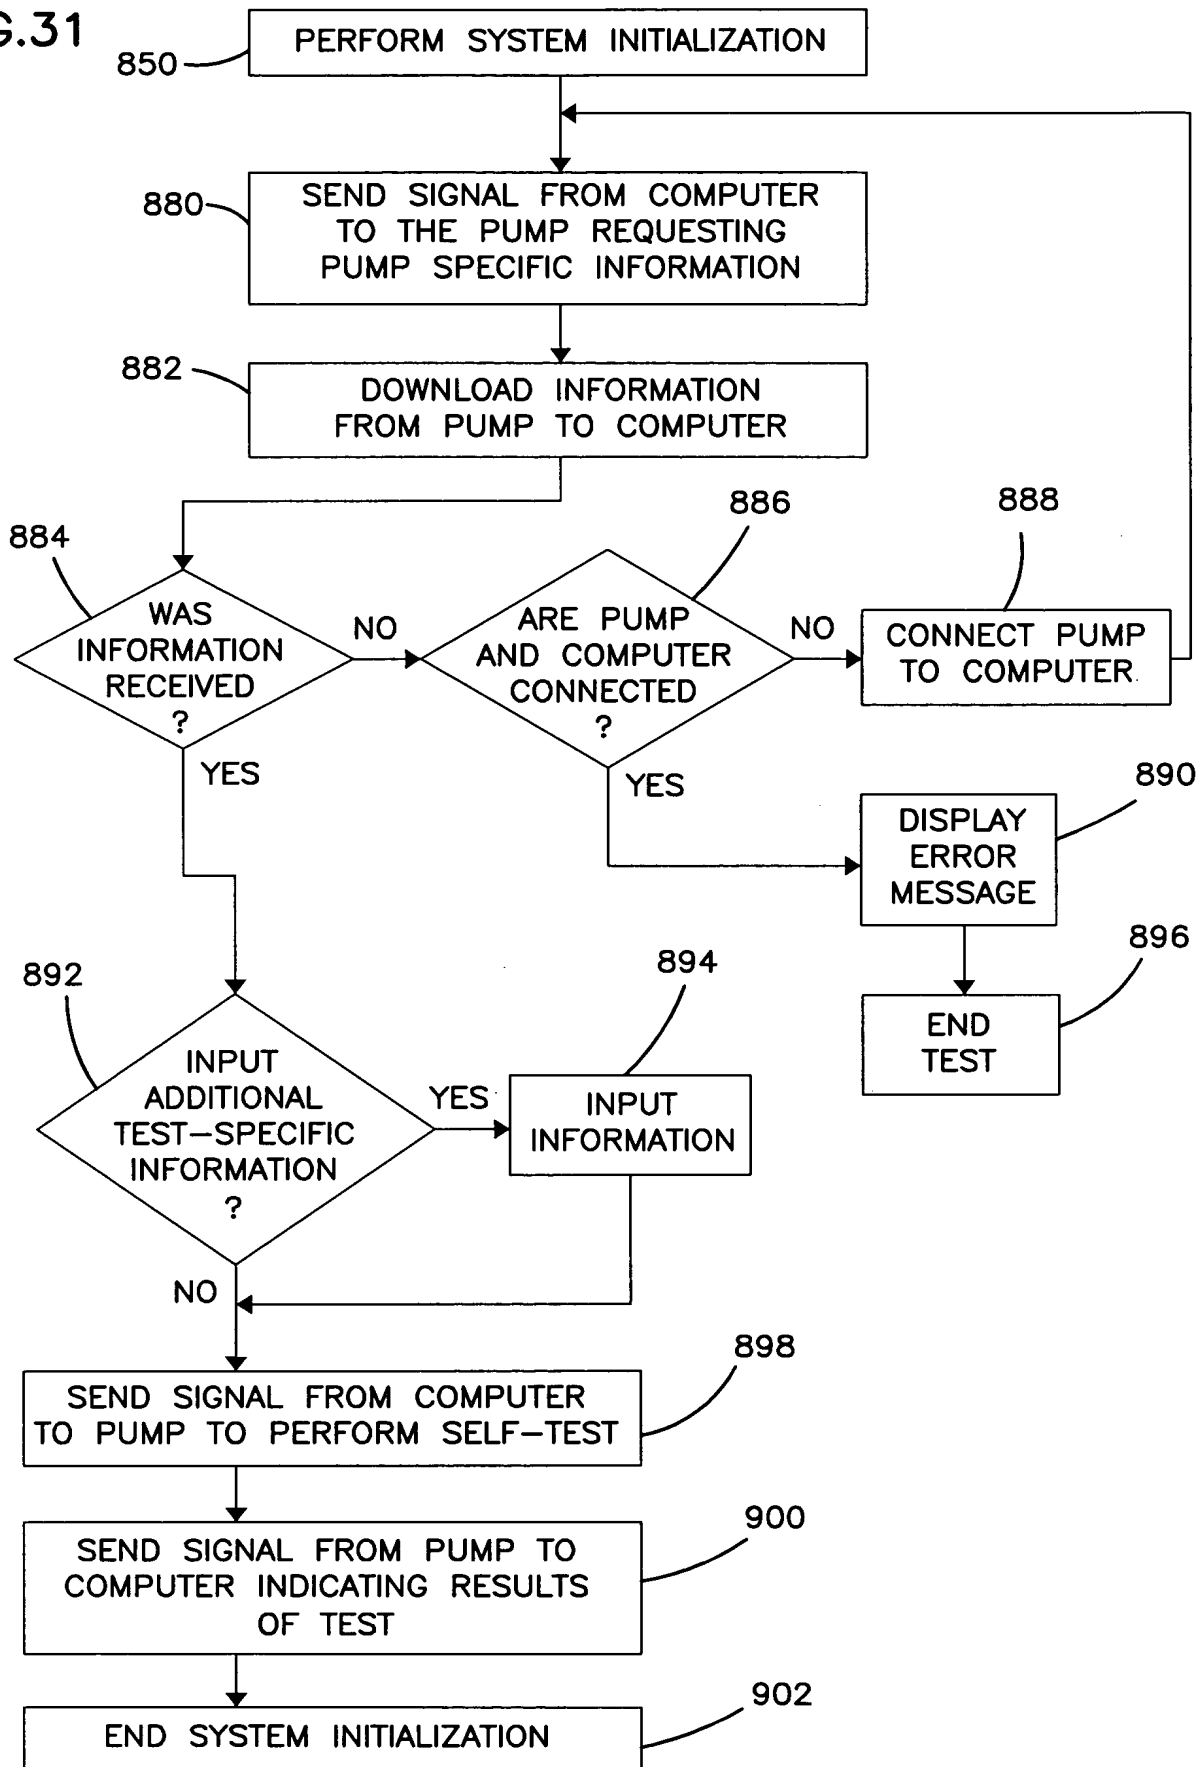 G.31
850
PERFORM SYSTEM INITIALIZATION
880
SEND SIGNAL FROM COMPUTER
TO THE PUMP REQUESTING
PUMP SPECIFIC INFORMATION
882
DOWNLOAD INFORMATION
FROM PUMP TO COMPUTER
884
WAS
INFORMATION
RECEIVED
?
NO
YES
886
ARE PUMP
AND COMPUTER
CONNECTED
?
NO
YES
888
CONNECT PUMP
TO COMPUTER
890
DISPLAY
ERROR
MESSAGE
896
END
TEST
892
INPUT
ADDITIONAL
TEST-SPECIFIC
INFORMATION
?
YES
NO
894
INPUT
INFORMATION
898
SEND SIGNAL FROM COMPUTER
TO PUMP TO PERFORM SELF-TEST
900
SEND SIGNAL FROM PUMP TO
COMPUTER INDICATING RESULTS
OF TEST
902
END SYSTEM INITIALIZATION